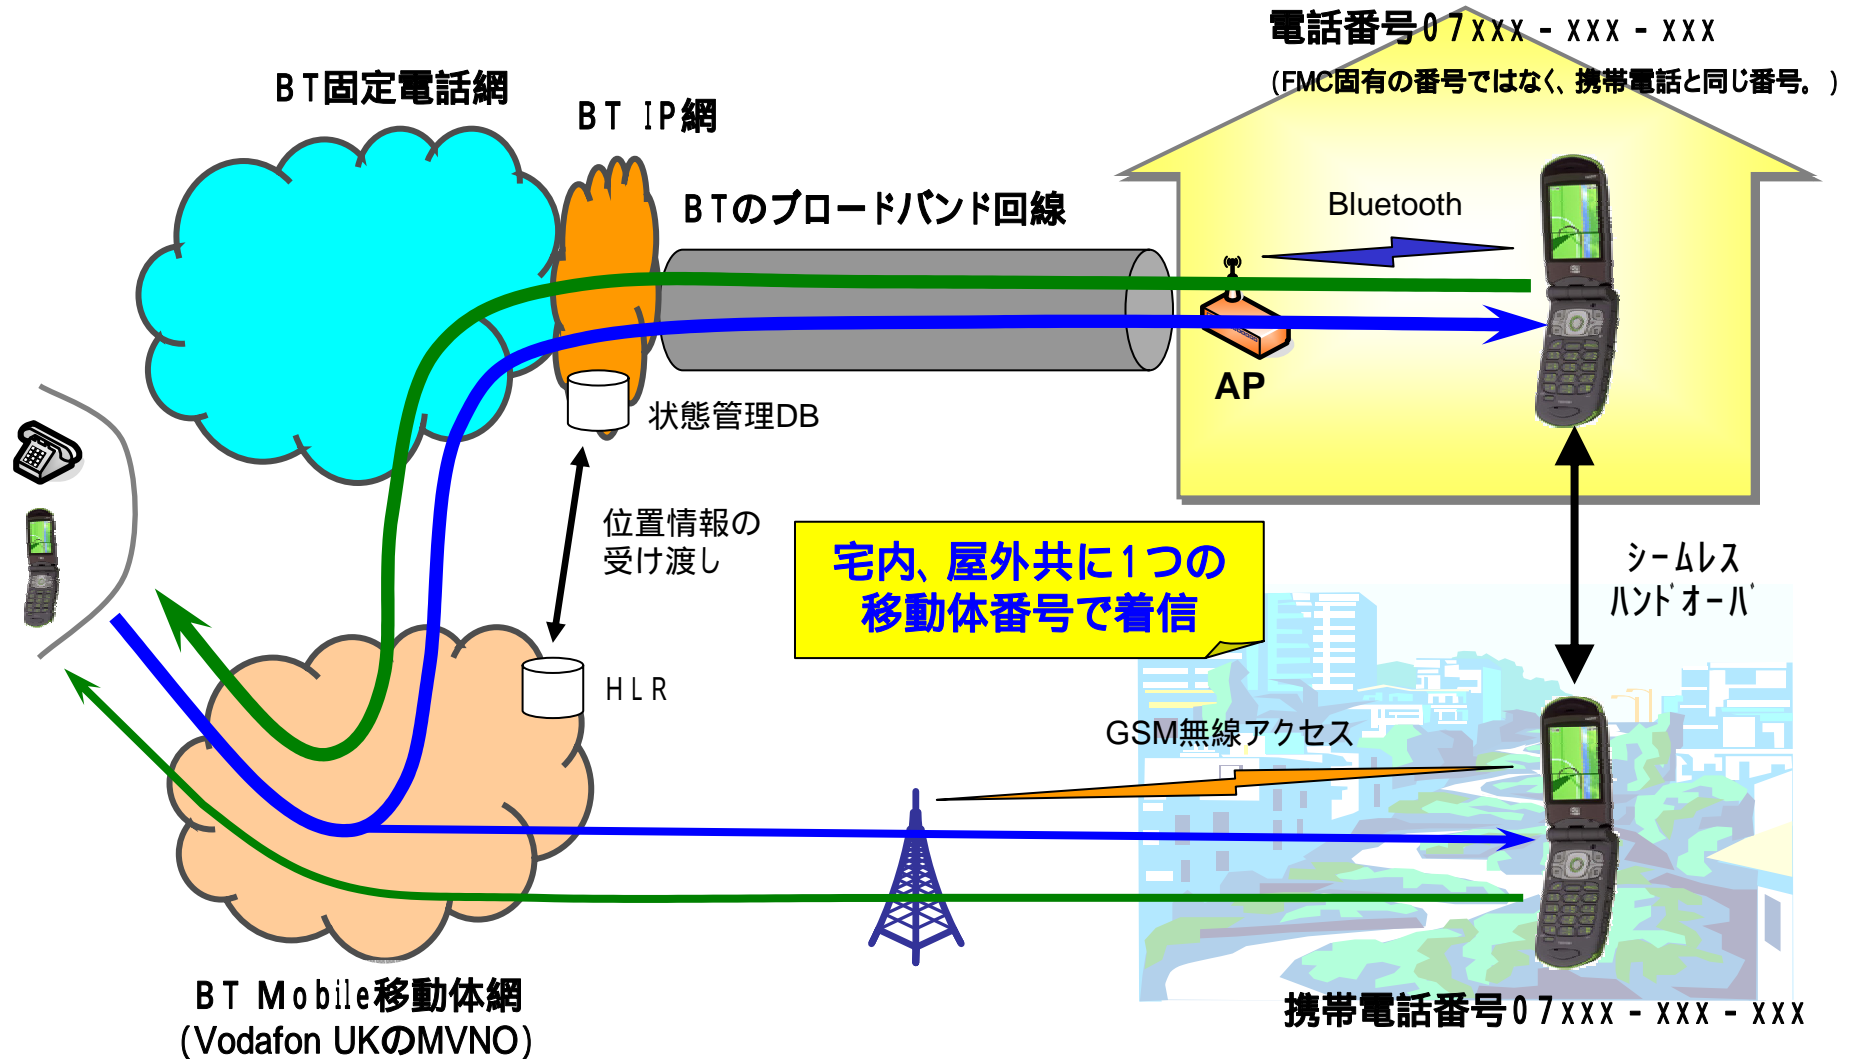 電話番号07xxx-xxx-xxx
(FMC固有の番号ではなく、携帯電話と同じ番号。)
BT固定電話網
BT IP網
BTのブロードバンド回線
Bluetooth
AP
状態管理DB
位置情報の
受け渡し
宅内、屋外共に1つの
移動体番号で着信
シームレス
ハンドオーバ
HLR
GSM無線アクセス
BT Mobile移動体網
(Vodafon UKのMVNO)
携帯電話番号07xxx-xxx-xxx